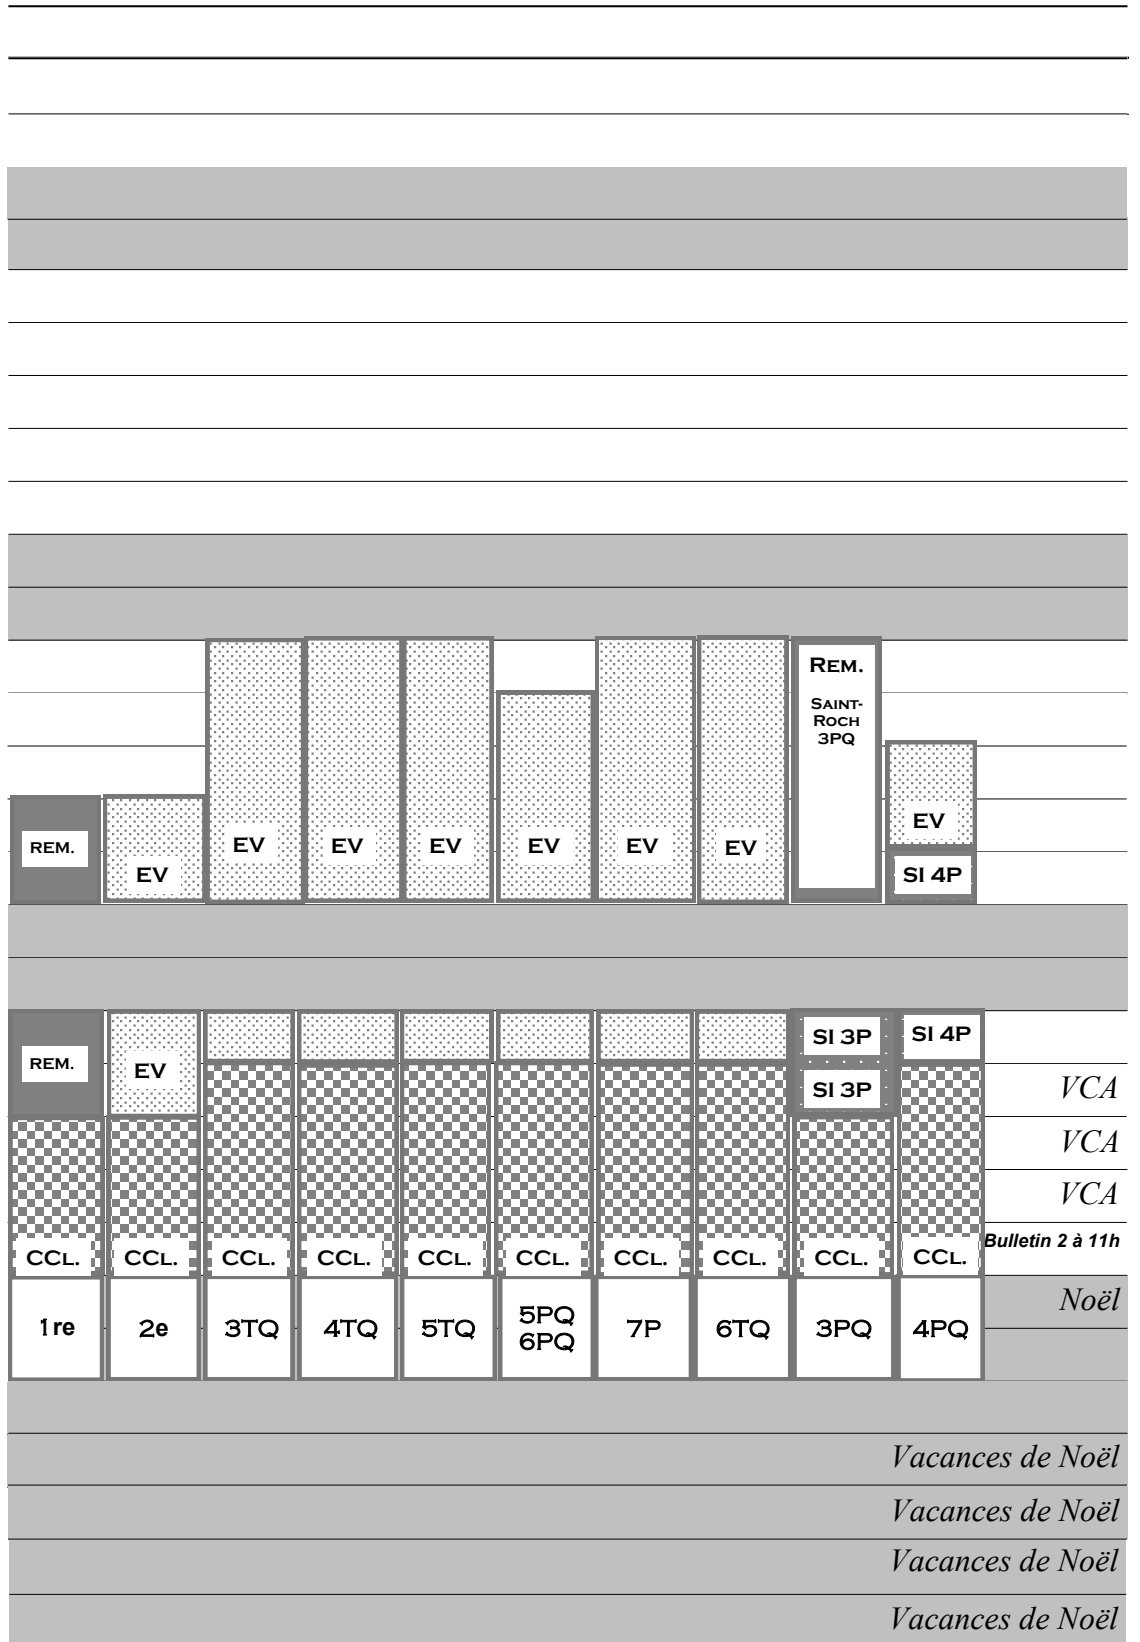 REM.
SAINT-
ROCH
3PQ
EV
EV EV EV EV EV EV
REM.
EV
SI 4P
SI 3P
SI 4P
REM.
EV
SI 3P
VCA
VCA
VCA
Bulletin 2 à 11h
CCL. CCL. CCL. CCL. CCL. CCL. CCL. CCL. CCL. CCL.
Noël
1re 2e 3TQ 4TQ 5TQ 5PQ 7P 6TQ 3PQ 4PQ
6PQ
Vacances de Noël
Vacances de Noël
Vacances de Noël
Vacances de Noël